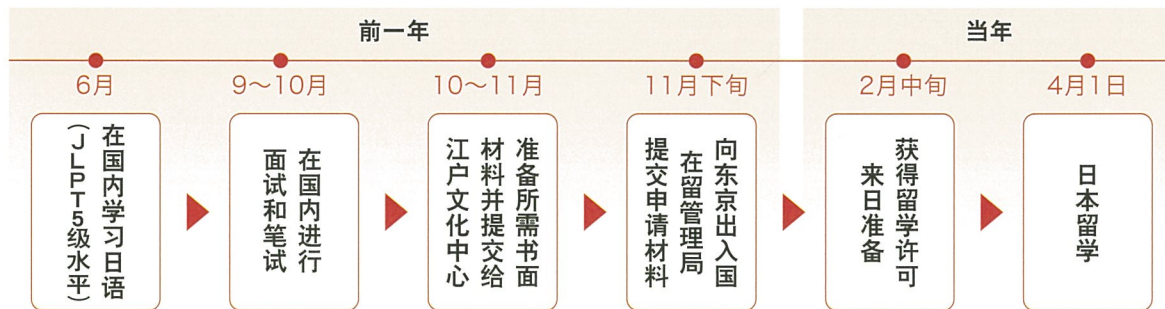 前一年
当年
6月
9～10月
10～11月
11月下旬
2月中旬
4月1日
在国内学习日语
（JLPT5级水平）
在国内进行
面试和笔试
准备所需书面
材料并提交给
江户文化中心
向东京出入国
在留管理局
提交申请材料
获得留学许可
来日准备
日本留学